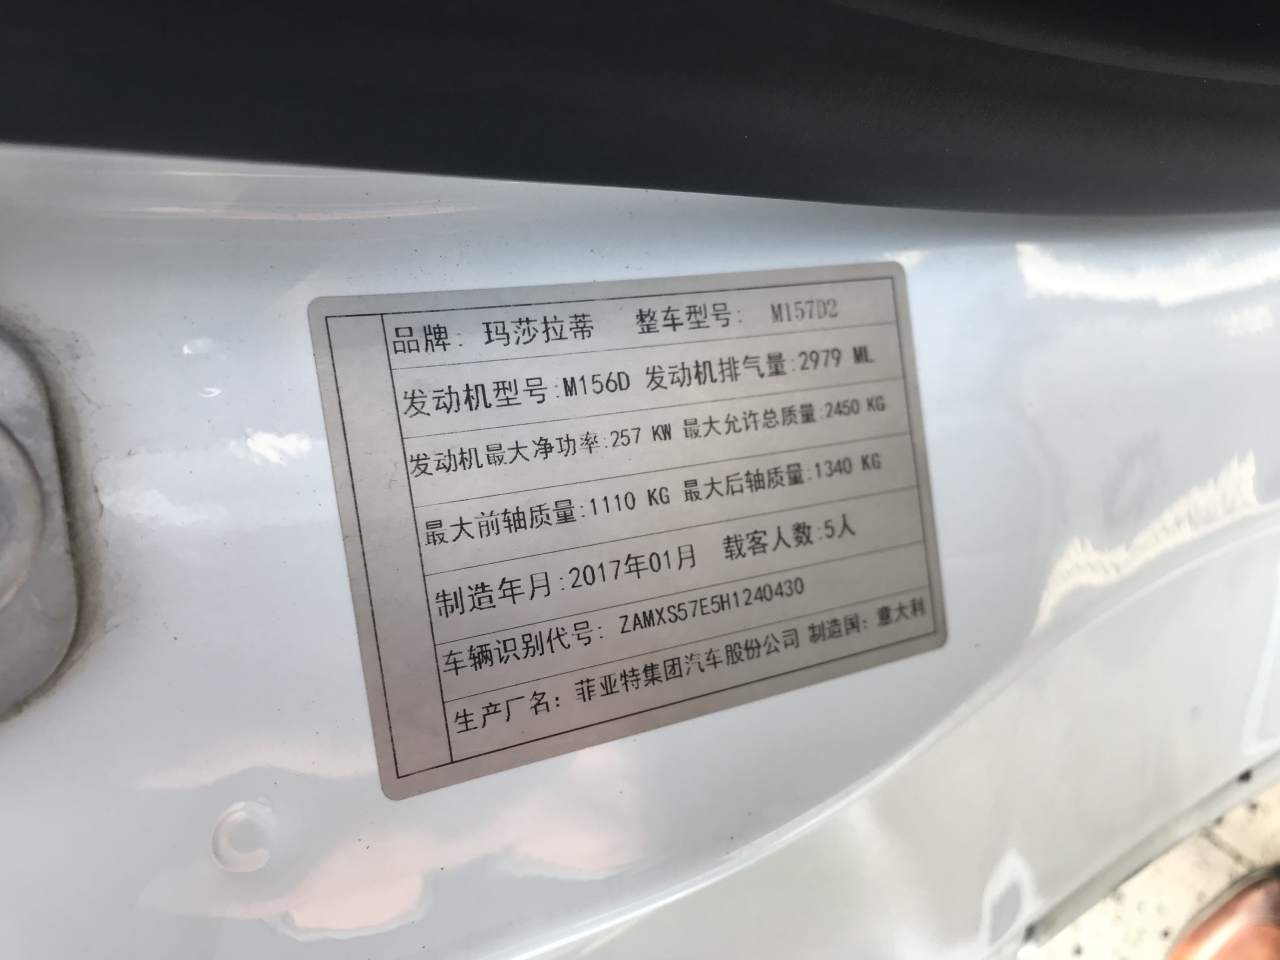 品牌: 玛莎拉蒂 整车型号: M157D2
发动机型号:M156D 发动机排气量:2979 ML
发动机最大净功率:257 KW 最大允许总质量:2450 KG
最大前轴质量:1110 KG 最大后轴质量:1340 KG
制造年月:2017年01月 载客人数:5人
车辆识别代号: ZAMXS57E5H1240430
生产厂名: 菲亚特集团汽车股份公司 制造国: 意大利